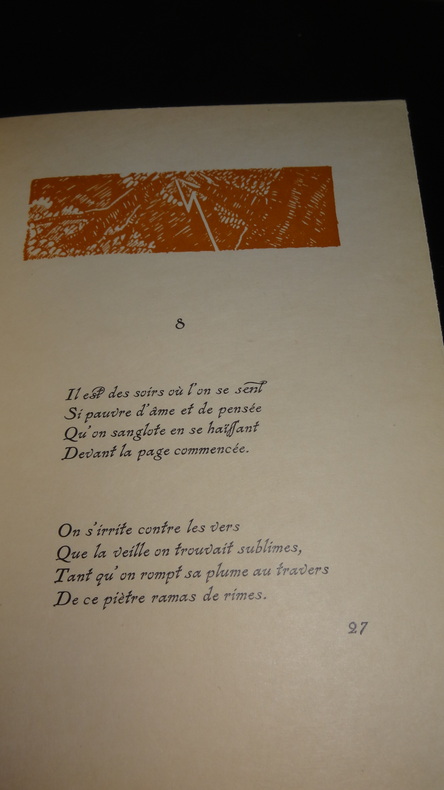 8
Il est des soirs où l'on se sent
Si pauvre d'âme et de pensée
Qu'on sanglote en se haïssant
Devant la page commencée.
On s'irrite contre les vers
Que la veille on trouvait sublimes,
Tant qu'on rompt sa plume au travers
De ce piètre ramas de rimes.
27